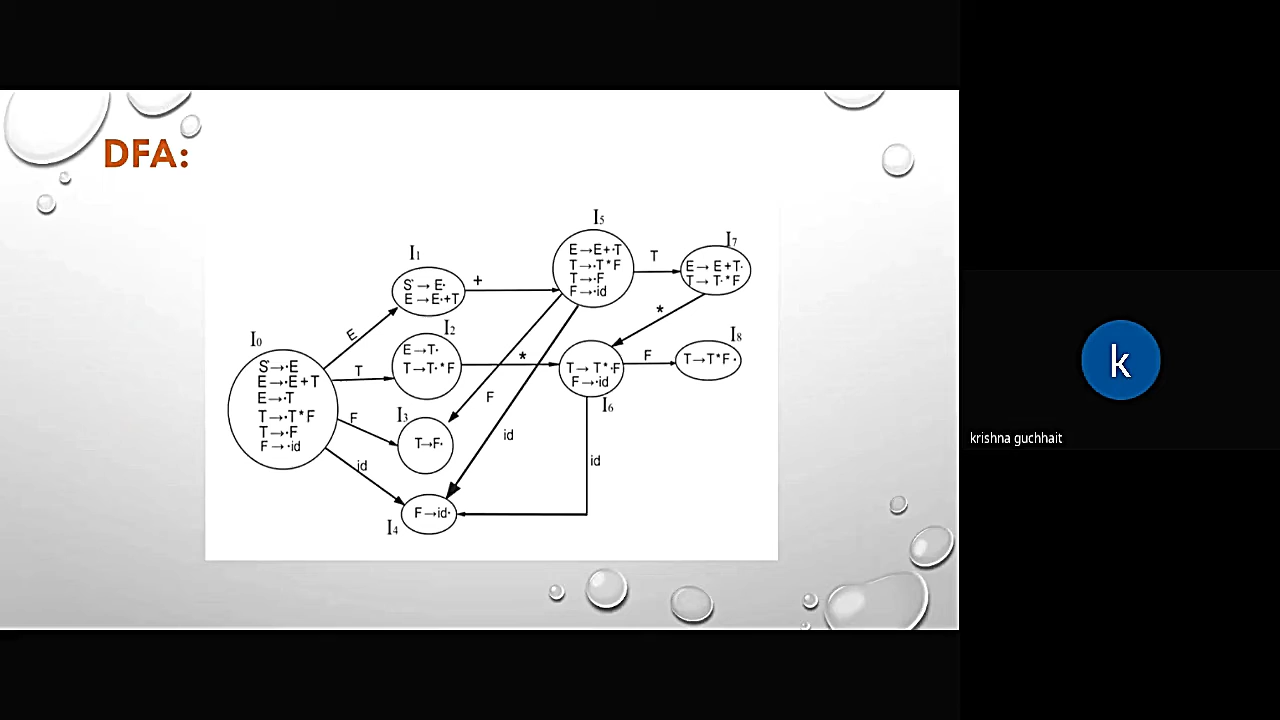 DFA:
I0
S'→·E
E→·E+T
E→·T
T→·T*F
T→·F
F→·id
E
T
F
id
I1
S'→E·
E→E·+T
+
I2
E→T·
T→T·*F
*
I3
T→F·
I4
F→id·
I5
E→E+·T
T→·T*F
T→·F
F→·id
T
F
id
I7
E→E+T·
T→T·*F
*
T→T*·F
F→·id
I6
F
id
I8
T→T*F·
k
krishna guchhait